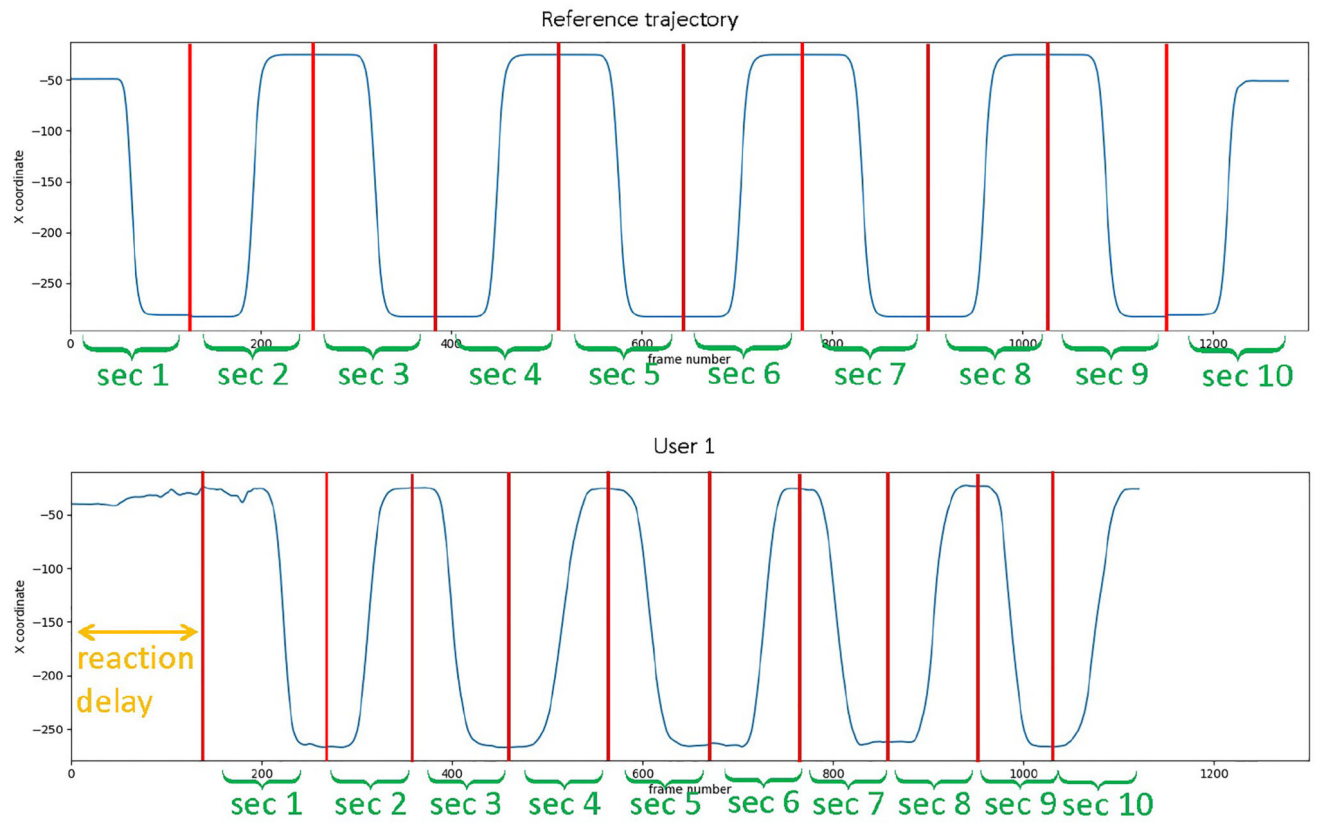 Reference trajectory
X coordinate
−50
−100
−150
−200
−250
0 200 400 600 800 1000 1200
frame number
sec 1 sec 2 sec 3 sec 4 sec 5 sec 6 sec 7 sec 8 sec 9 sec 10
User 1
X coordinate
−50
−100
−150
−200
−250
reaction
delay
0 200 400 600 800 1000 1200
frame number
sec 1 sec 2 sec 3 sec 4 sec 5 sec 6 sec 7 sec 8 sec 9 sec 10